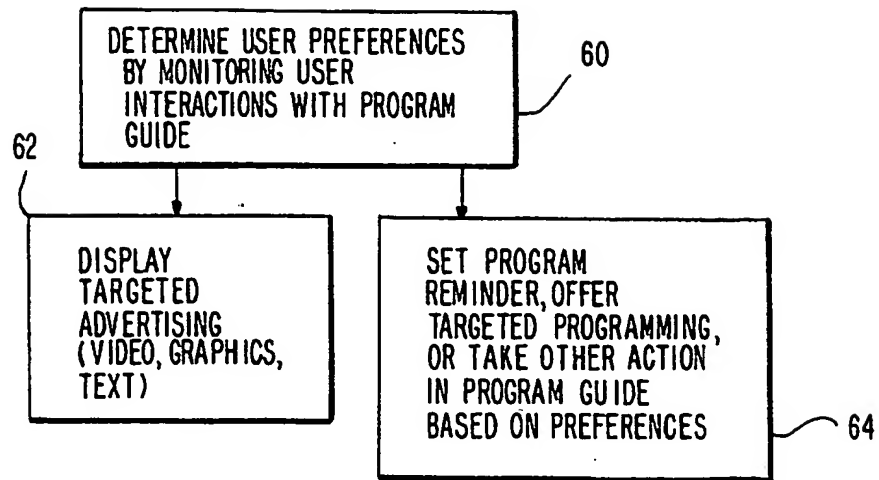 DETERMINE USER PREFERENCES
BY MONITORING USER
INTERACTIONS WITH PROGRAM
GUIDE
60
62
DISPLAY
TARGETED
ADVERTISING
(VIDEO, GRAPHICS,
TEXT)
SET PROGRAM
REMINDER, OFFER
TARGETED PROGRAMMING,
OR TAKE OTHER ACTION
IN PROGRAM GUIDE
BASED ON PREFERENCES
64